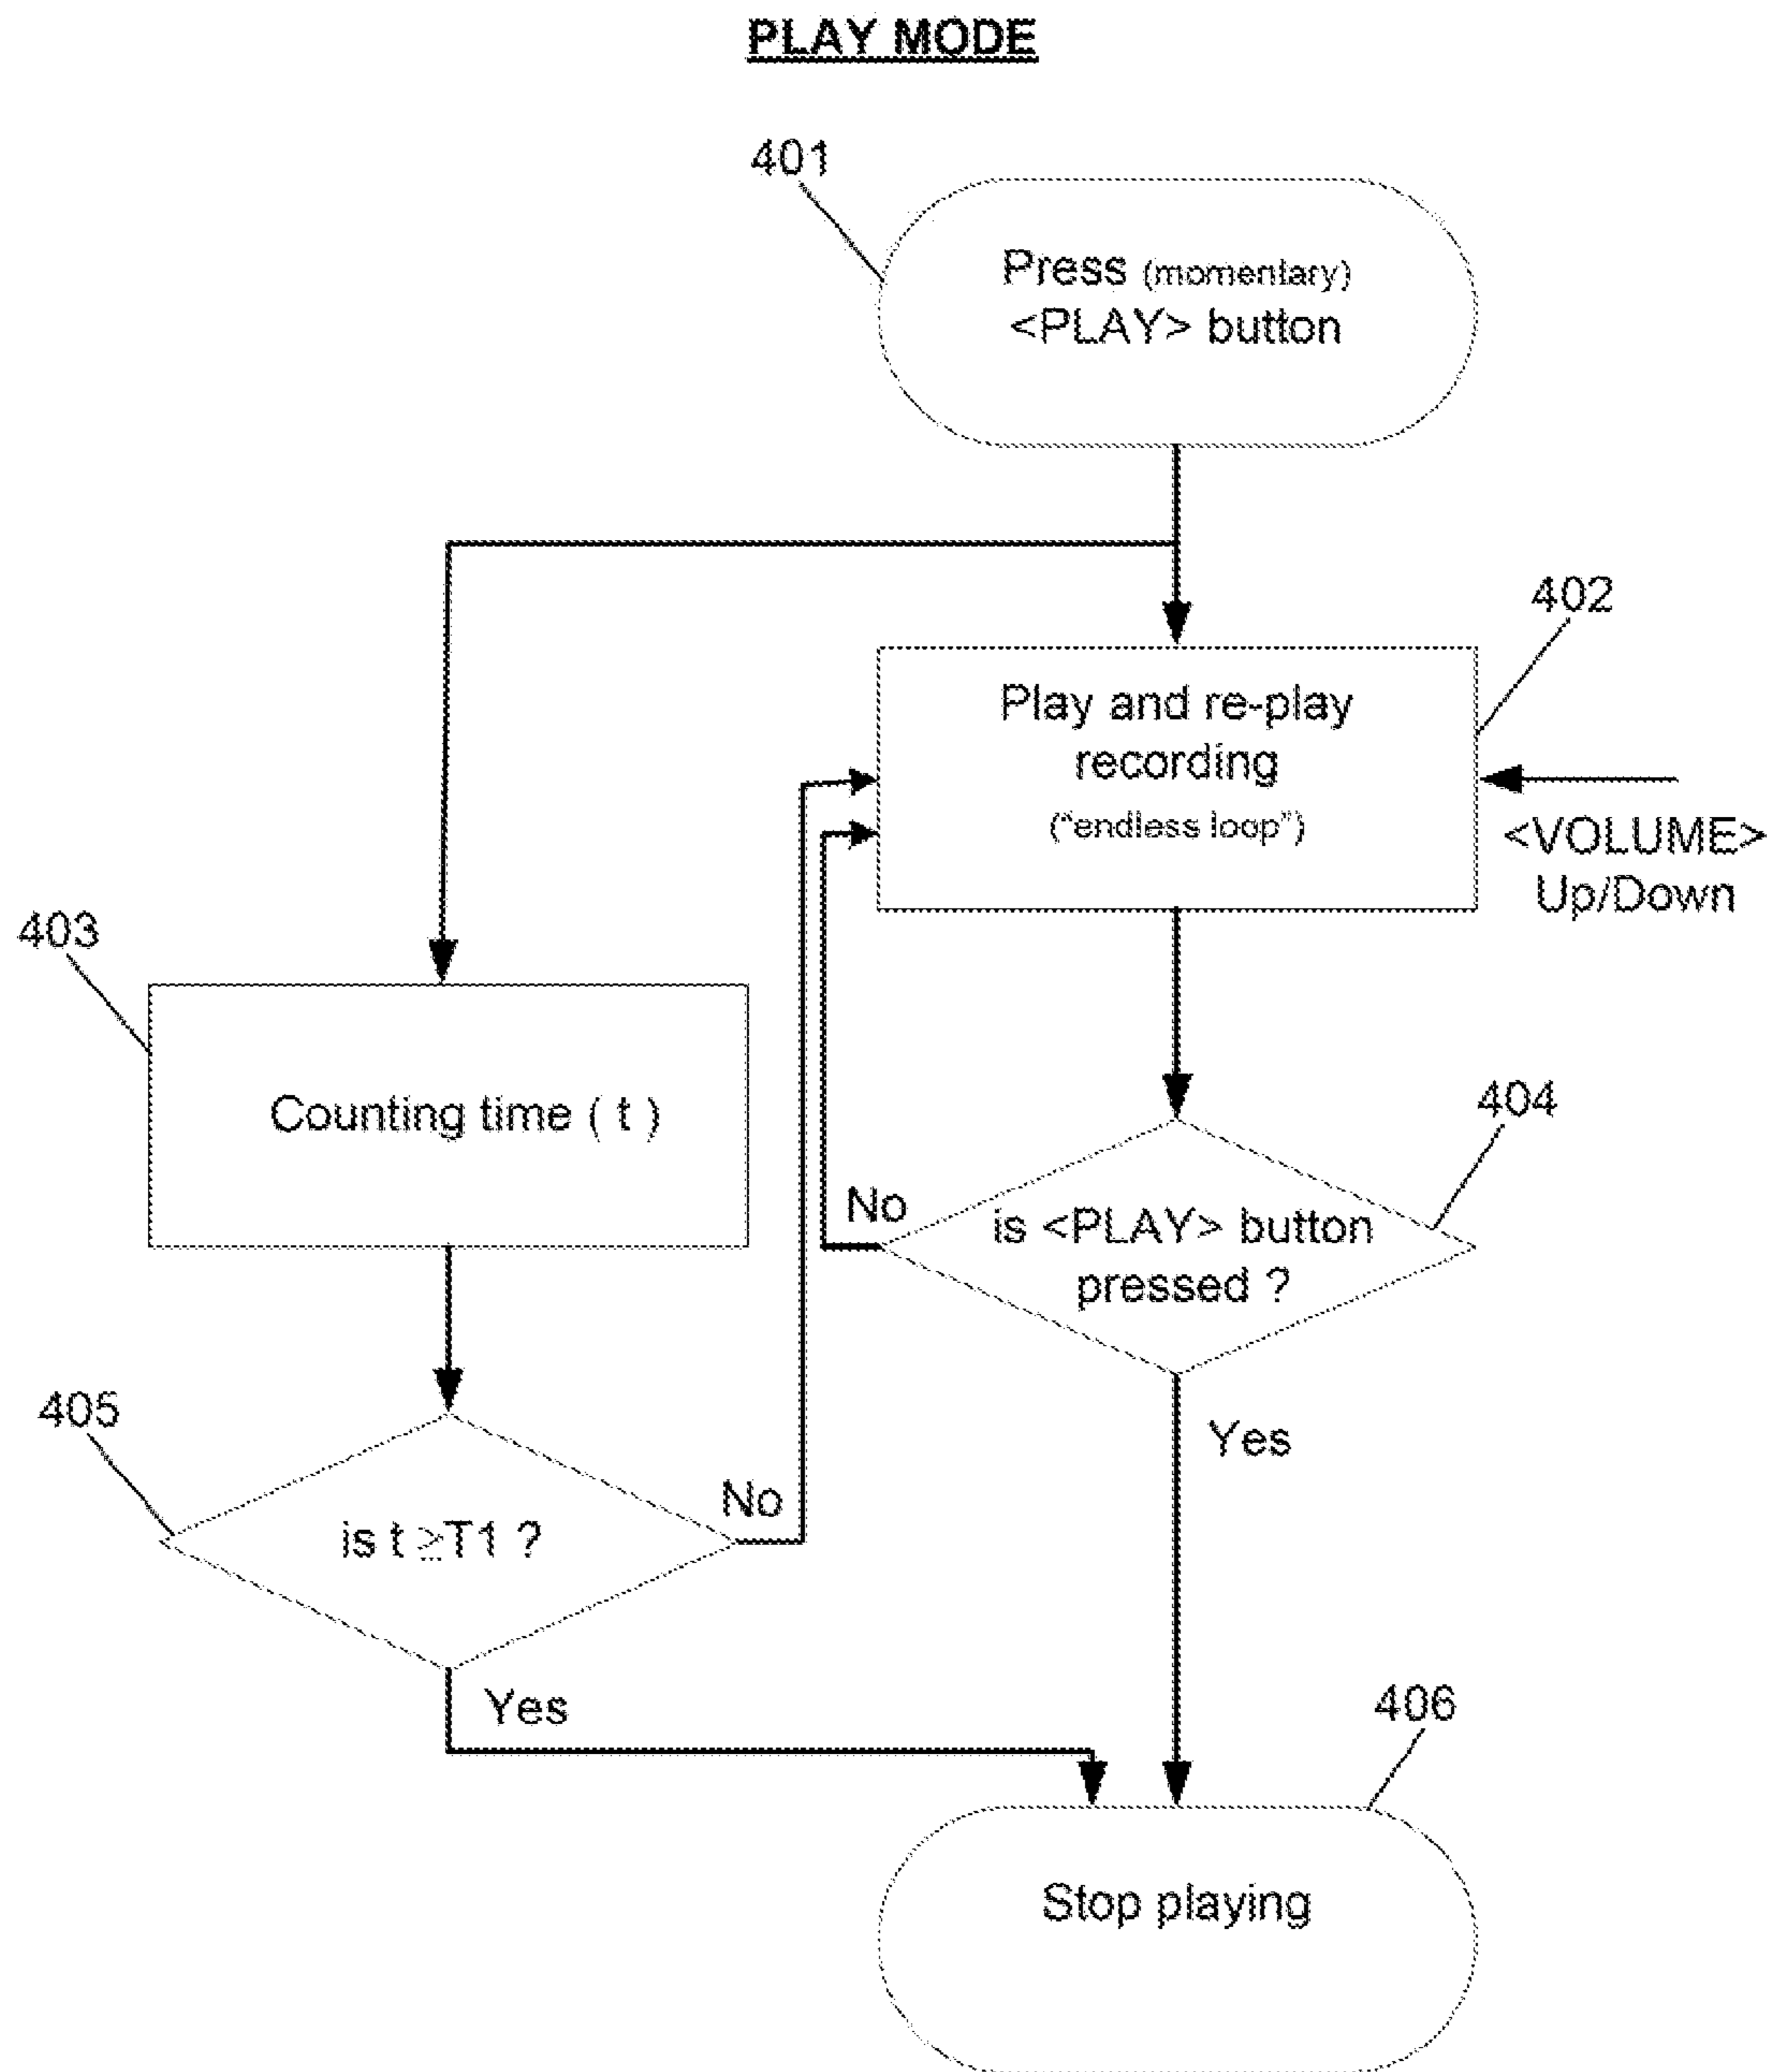 PLAY MODE
401
Press (momentary)
<PLAY> button
402
Play and re-play
recording
("endless loop")
<VOLUME>
Up/Down
403
Counting time ( t )
404
is <PLAY> button
pressed ?
No
Yes
405
is t ≥T1 ?
No
Yes
406
Stop playing